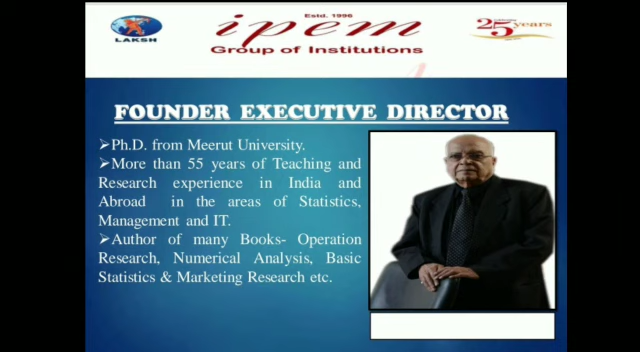 LAKSH
Estd. 1996
ipem
Group of Institutions
25 years
FOUNDER EXECUTIVE DIRECTOR
➢Ph.D. from Meerut University.
➢More than 55 years of Teaching and
Research experience in India and
Abroad in the areas of Statistics,
Management and IT.
➢Author of many Books- Operation
Research, Numerical Analysis, Basic
Statistics & Marketing Research etc.